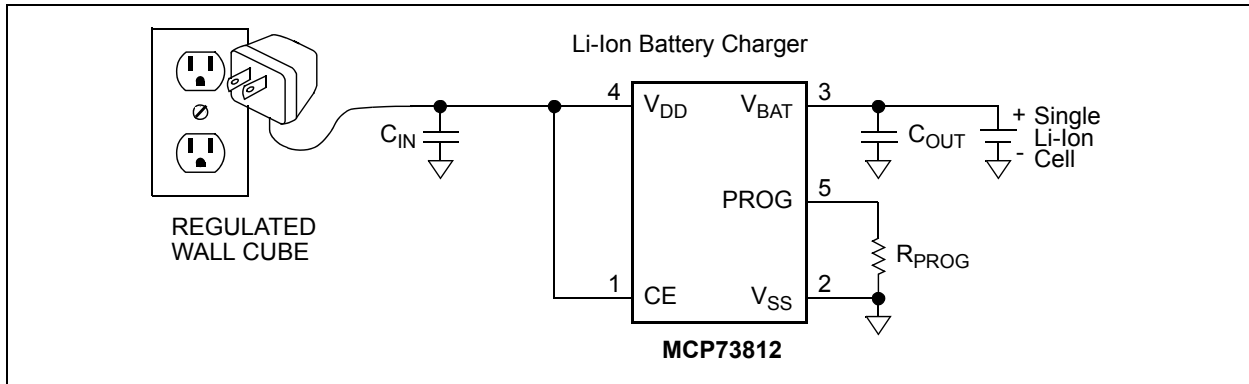 Li-Ion Battery Charger
4
VDD
VBAT
3
CIN
COUT
+ Single
Li-Ion
- Cell
PROG
5
REGULATED
WALL CUBE
RPROG
1
CE
VSS
2
MCP73812